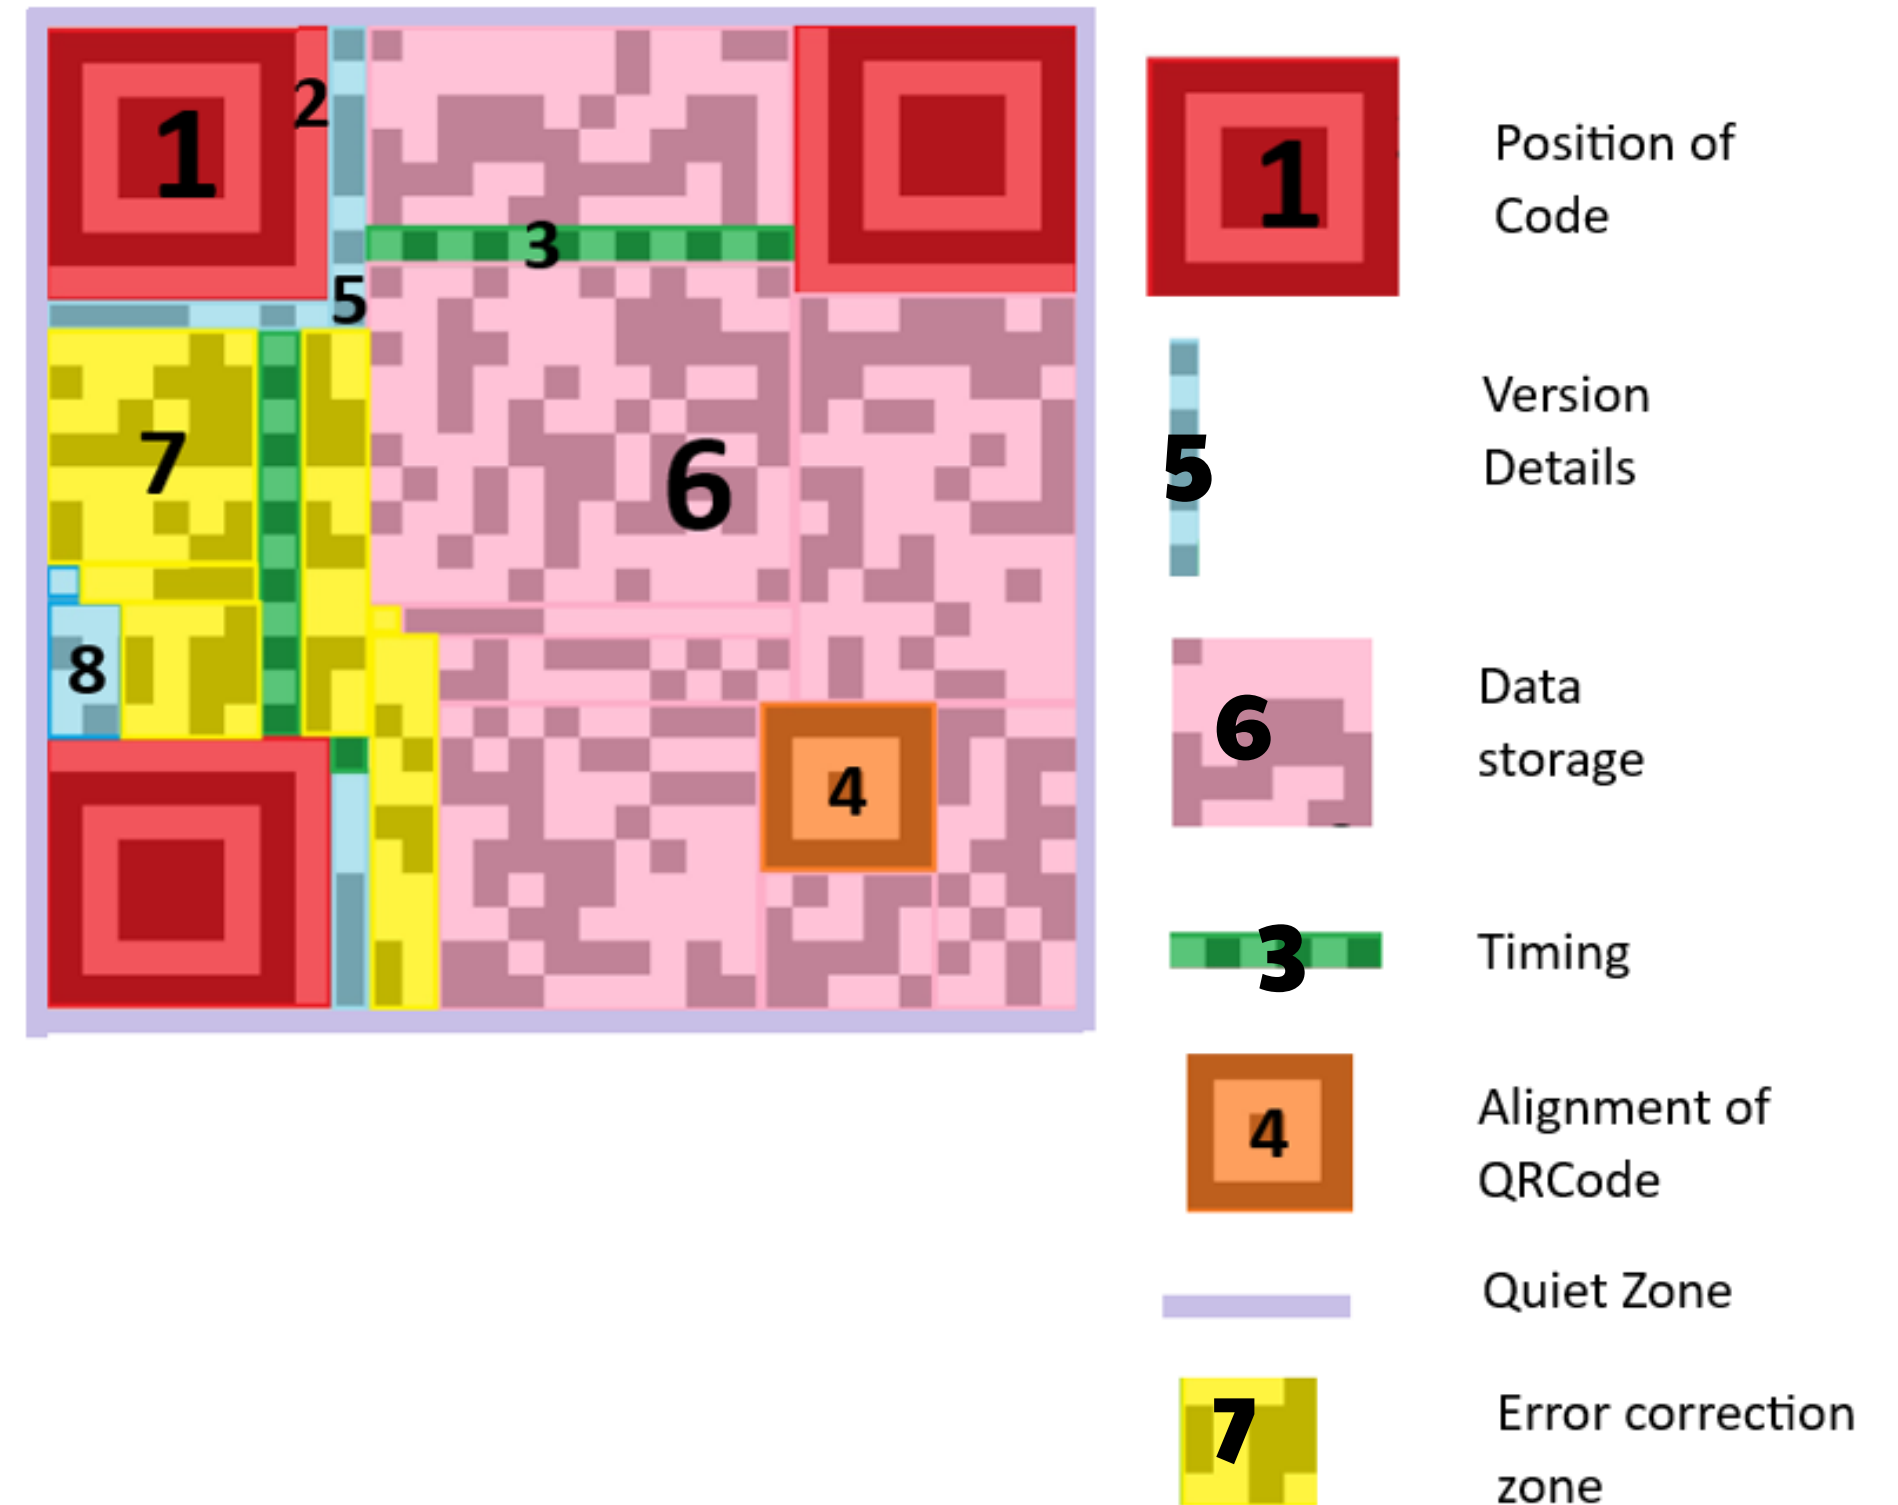 1
2
3
5
7
6
8
4
1
Position of
Code
5
Version
Details
6
Data
storage
3
Timing
4
Alignment of
QRCode
Quiet Zone
7
Error correction
zone